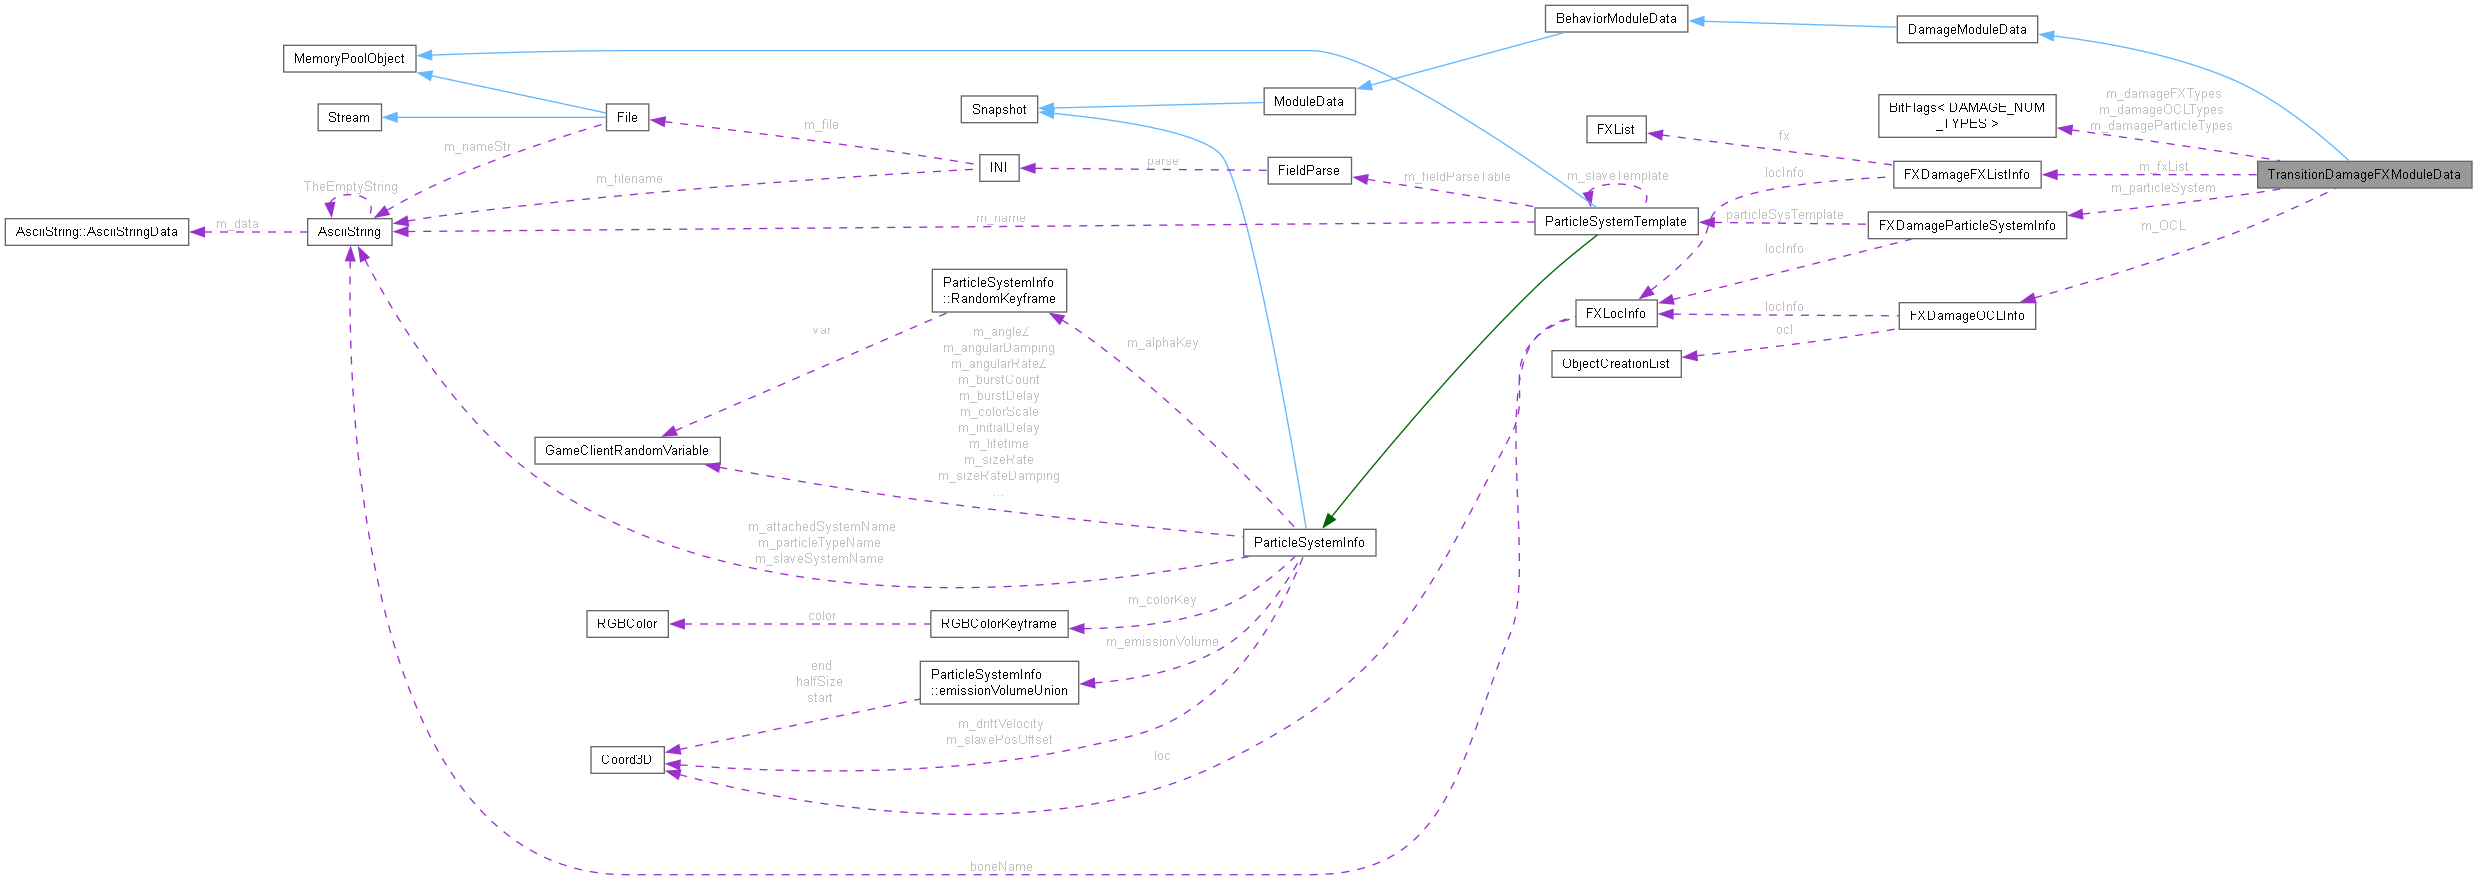 BehaviorModuleData
DamageModuleData
MemoryPoolObject
ModuleData
Snapshot
Stream
File
m_file
m_nameStr
INI
parse
FieldParse
m_filename
TheEmptyString
m_fieldParseTable
m_slaveTemplate
FXList
fx
locInfo
BitFlags< DAMAGE_NUM
_TYPES >
m_damageFXTypes
m_damageOCLTypes
m_damageParticleTypes
FXDamageFXListInfo
m_fxList
TransitionDamageFXModuleData
m_particleSystem
AsciiString::AsciiStringData
m_data
AsciiString
m_name
ParticleSystemTemplate
particleSysTemplate
FXDamageParticleSystemInfo
m_OCL
locInfo
ParticleSystemInfo
::RandomKeyframe
var
m_alphaKey
FXLocInfo
locInfo
FXDamageOCLInfo
ocl
ObjectCreationList
m_angleZ
m_angularDamping
m_angularRateZ
m_burstCount
m_burstDelay
m_colorScale
m_initialDelay
m_lifetime
m_sizeRate
m_sizeRateDamping
...
GameClientRandomVariable
m_attachedSystemName
m_particleTypeName
m_slaveSystemName
ParticleSystemInfo
RGBColor
color
RGBColorKeyframe
m_colorKey
m_emissionVolume
end
halfSize
start
ParticleSystemInfo
::emissionVolumeUnion
m_driftVelocity
m_slavePosOffset
Coord3D
loc
boneName